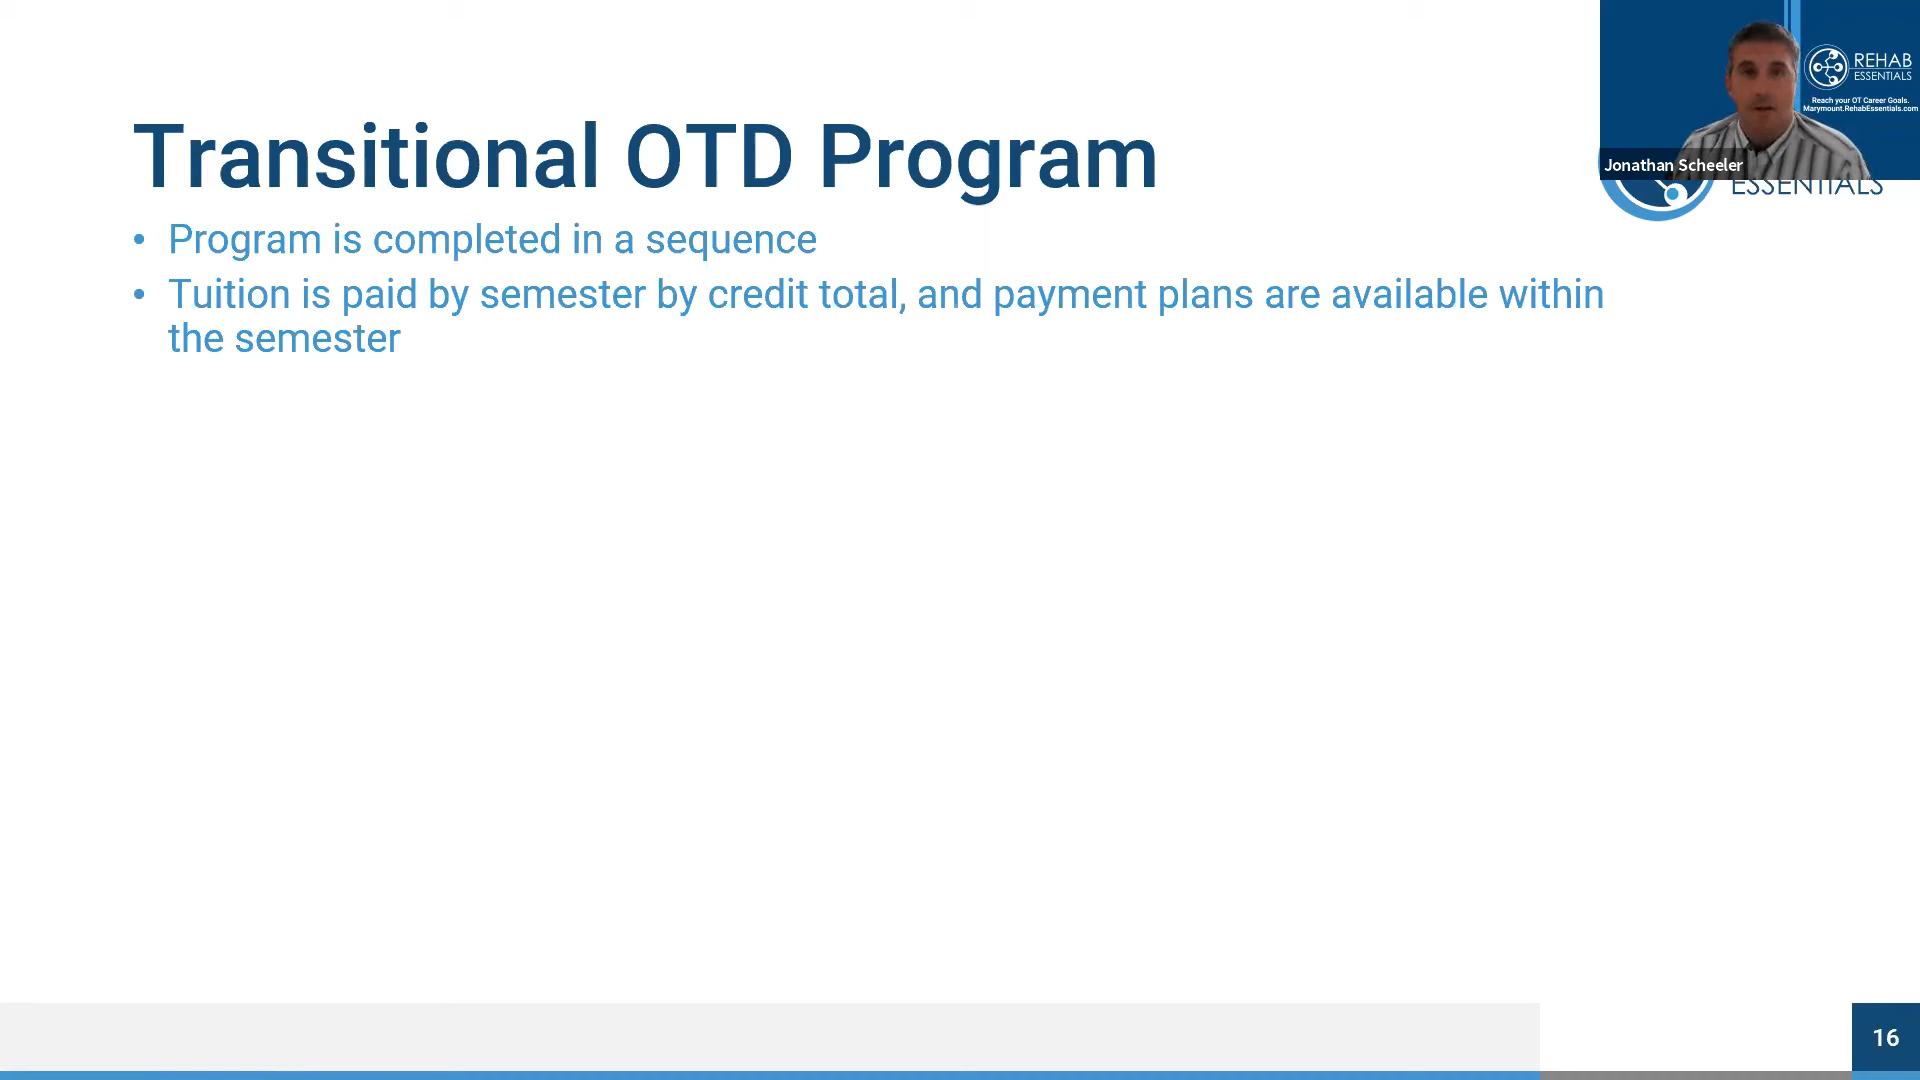 Transitional OTD Program
• Program is completed in a sequence
• Tuition is paid by semester by credit total, and payment plans are available within
the semester
REHAB
ESSENTIALS
Reach your OT Career Goals.
Marymount.RehabEssentials.com
Jonathan Scheeler
ESSENTIALS
16